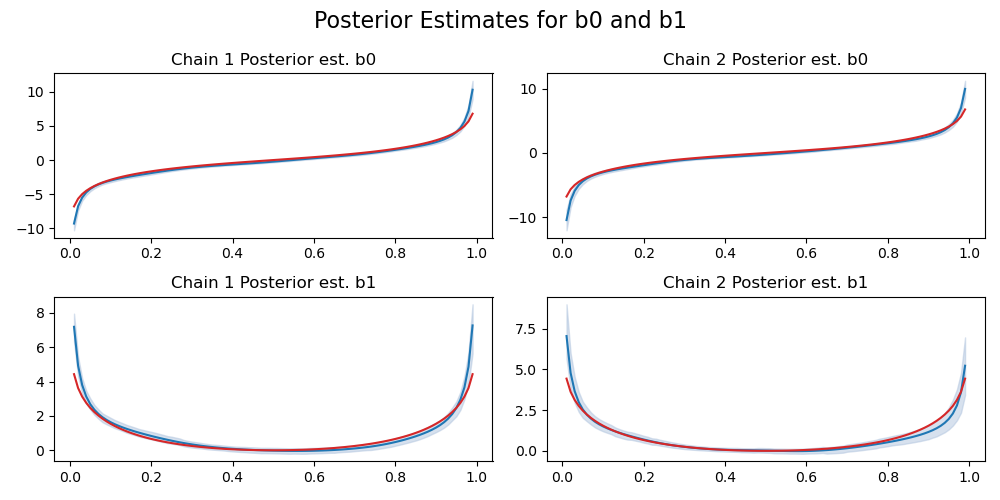 Posterior Estimates for b0 and b1
Chain 1 Posterior est. b0
10
5
0
−5
−10
0.0 0.2 0.4 0.6 0.8 1.0
Chain 2 Posterior est. b0
10
0
−10
0.0 0.2 0.4 0.6 0.8 1.0
Chain 1 Posterior est. b1
8
6
4
2
0
0.0 0.2 0.4 0.6 0.8 1.0
Chain 2 Posterior est. b1
7.5
5.0
2.5
0.0
0.0 0.2 0.4 0.6 0.8 1.0